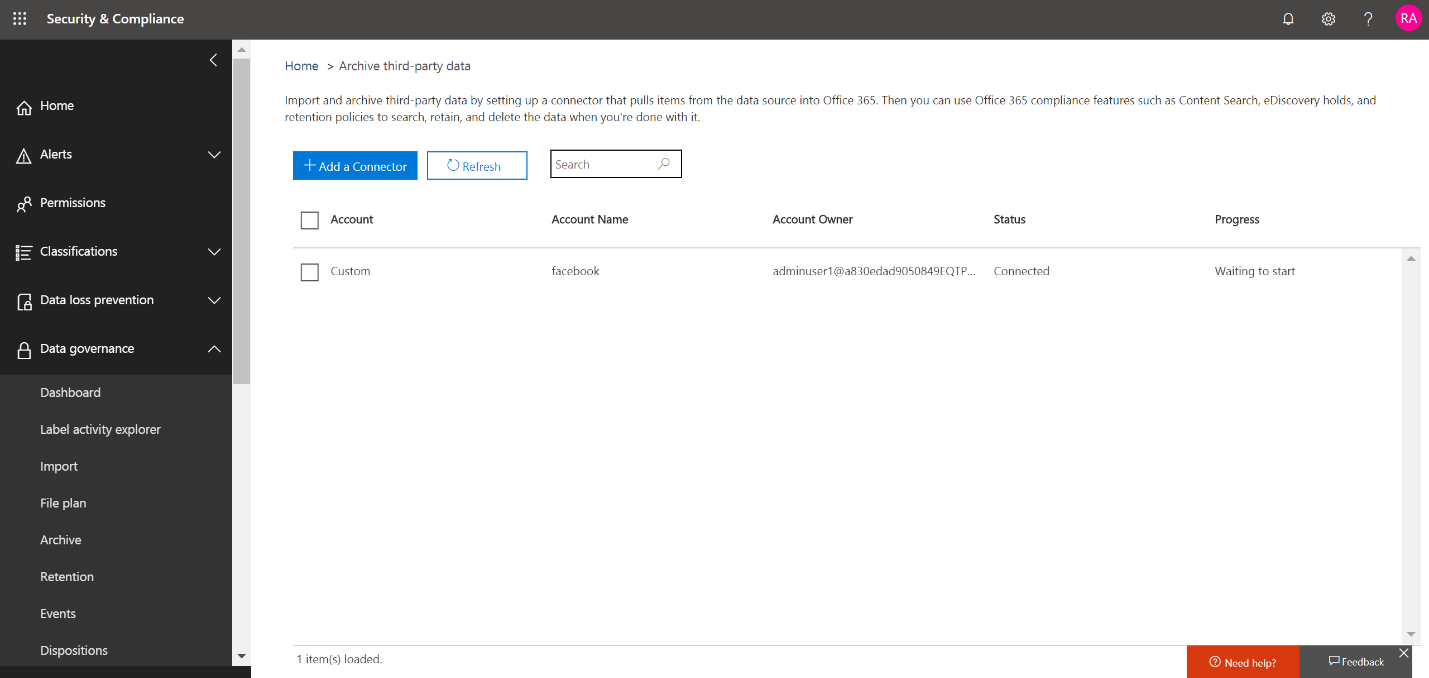 Security & Compliance
RA
Home
Alerts
Permissions
Classifications
Data loss prevention
Data governance
Dashboard
Label activity explorer
Import
File plan
Archive
Retention
Events
Dispositions
Home > Archive third-party data
Import and archive third-party data by setting up a connector that pulls items from the data source into Office 365. Then you can use Office 365 compliance features such as Content Search, eDiscovery holds, and
retention policies to search, retain, and delete the data when you're done with it.
+ Add a Connector Refresh Search
Account Account Name Account Owner Status Progress
Custom facebook adminuser1@a830edad9050849EQTP... Connected Waiting to start
1 item(s) loaded.
Need help? Feedback